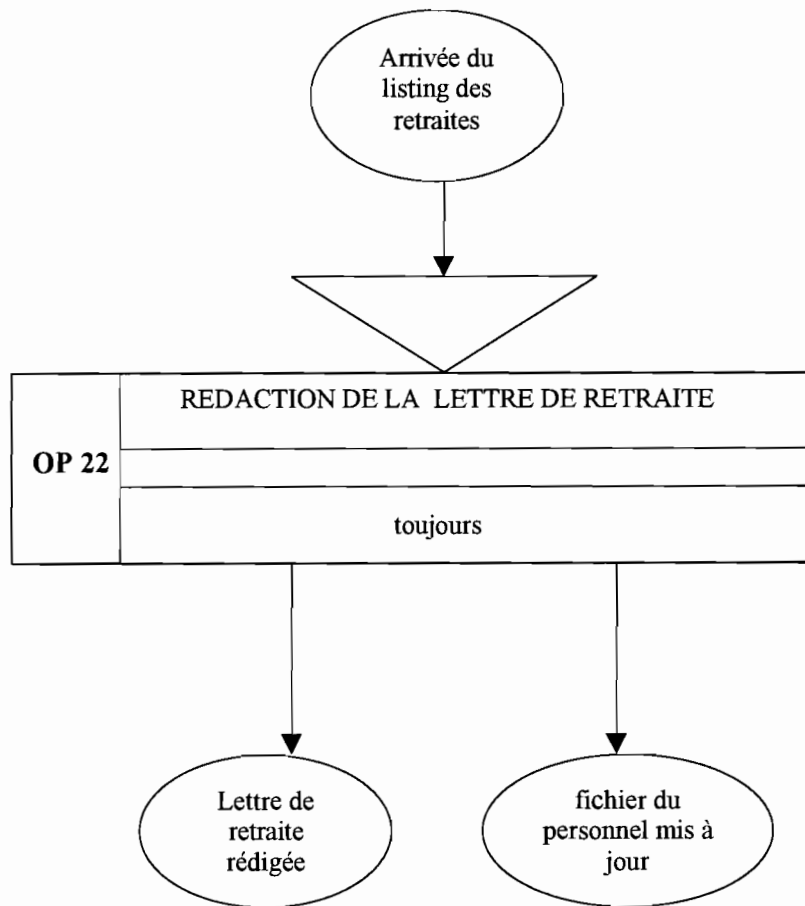 Arrivée du
listing des
retraites
REDACTION DE LA LETTRE DE RETRAITE
OP 22
toujours
Lettre de
retraite
rédigée
fichier du
personnel mis à
jour